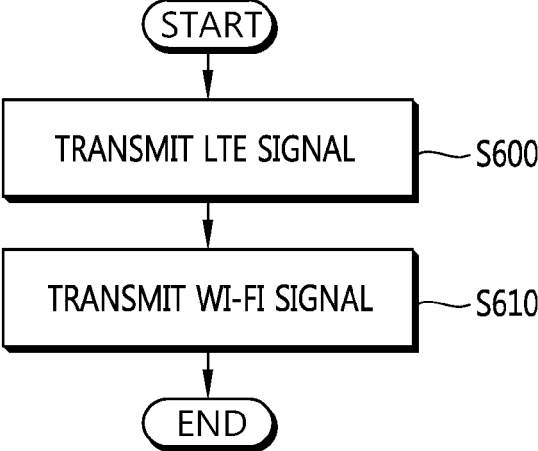 START
TRANSMIT LTE SIGNAL
S600
TRANSMIT WI-FI SIGNAL
S610
END